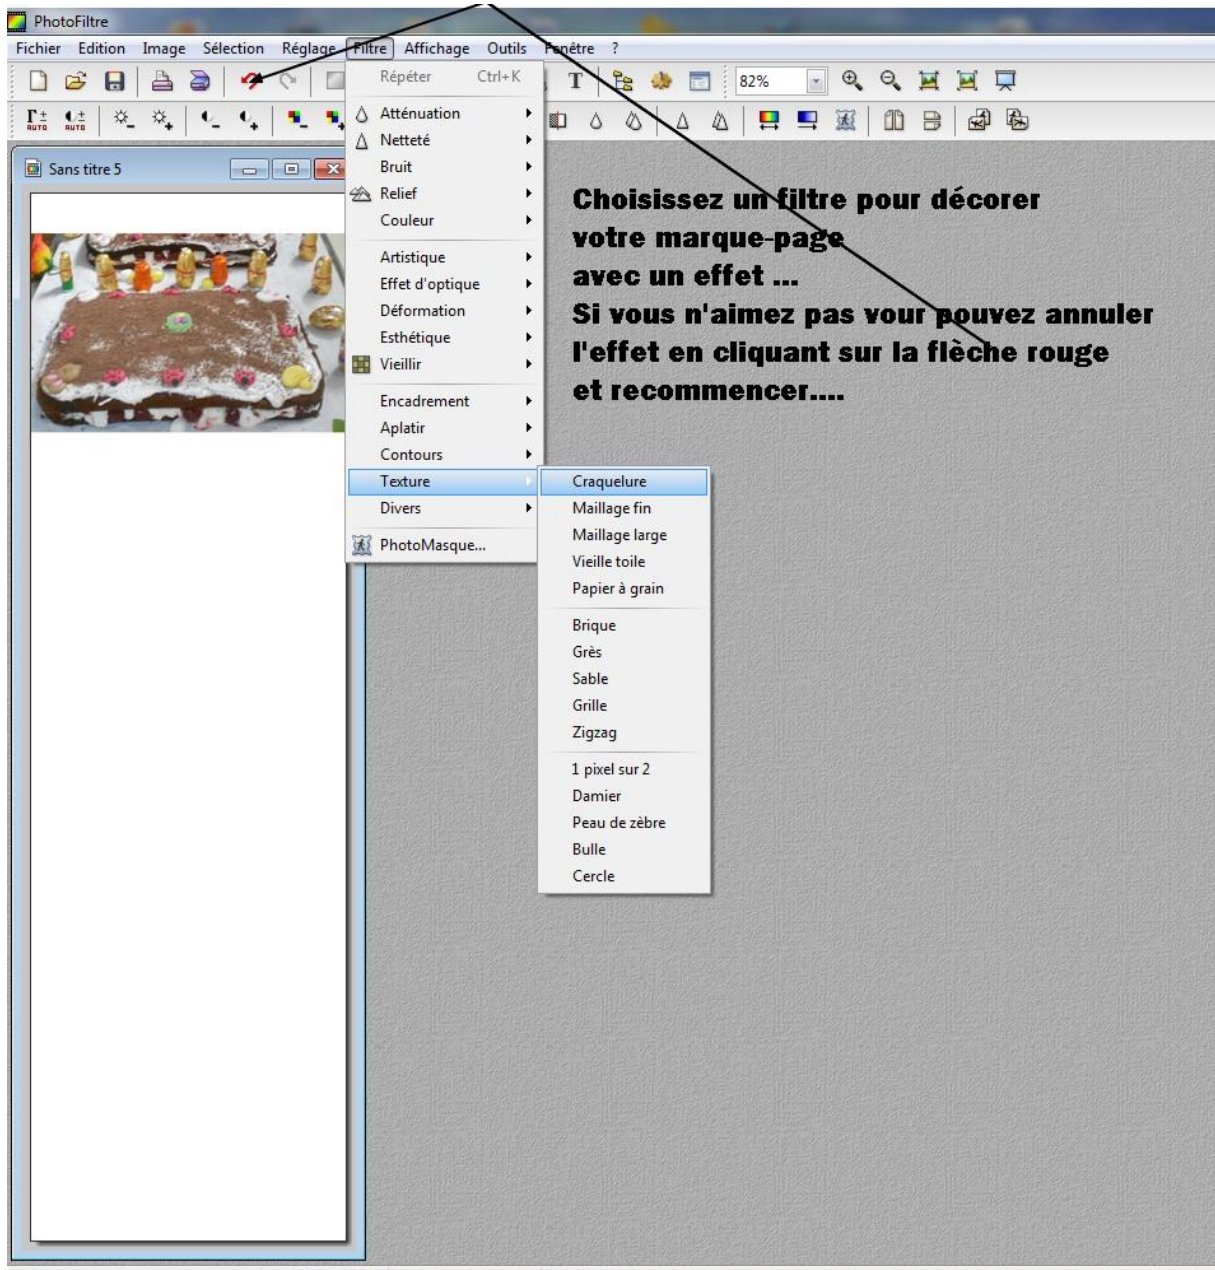 PhotoFiltre
Fichier Edition Image Sélection Réglage Filtre Affichage Outils Fenêtre ?
Répéter Ctrl+K
T
82%
AUTO AUTO
Sans titre 5
Atténuation
Netteté
Bruit
Relief
Couleur
Artistique
Effet d'optique
Déformation
Esthétique
Vieillir
Encadrement
Aplatir
Contours
Texture
Divers
PhotoMasque...
Craquelure
Maillage fin
Maillage large
Vieille toile
Papier à grain
Brique
Grès
Sable
Grille
Zigzag
1 pixel sur 2
Damier
Peau de zèbre
Bulle
Cercle
Choisissez un filtre pour décorer
votre marque-page
avec un effet ...
Si vous n'aimez pas vour pouvez annuler
l'effet en cliquant sur la flèche rouge
et recommencer....